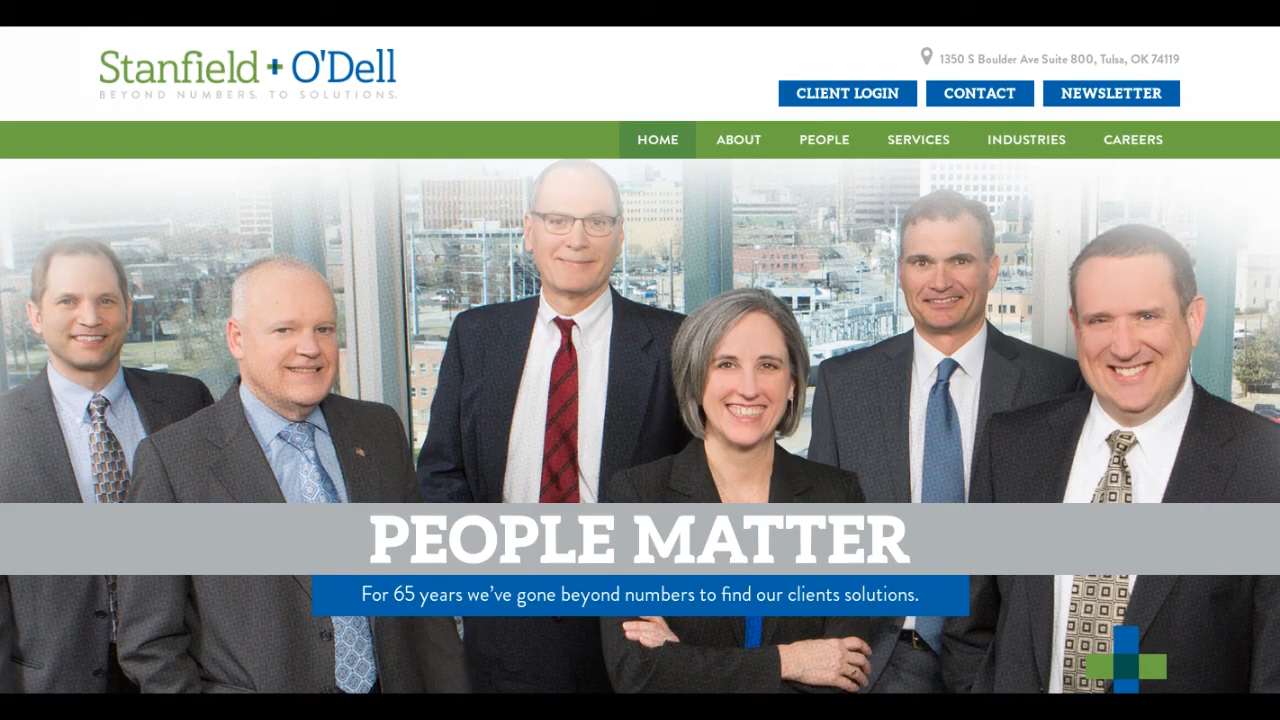 Stanfield + O'Dell
BEYOND NUMBERS. TO SOLUTIONS.
1350 S Boulder Ave Suite 800, Tulsa, OK 74119
CLIENT LOGIN CONTACT NEWSLETTER
HOME ABOUT PEOPLE SERVICES INDUSTRIES CAREERS
PEOPLE MATTER
For 65 years we've gone beyond numbers to find our clients solutions.